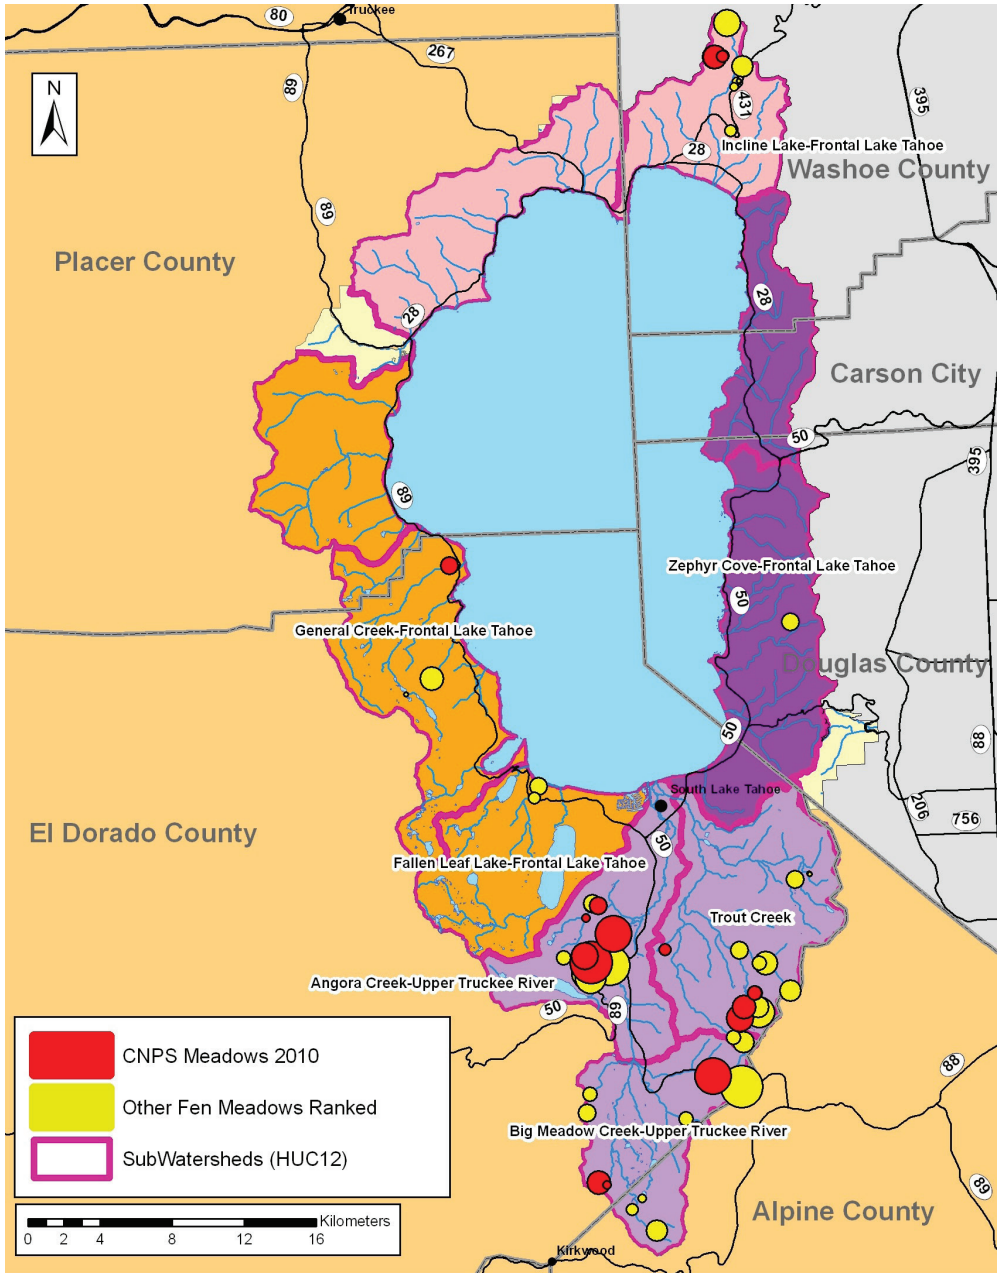 Truckee
80
267
89
N
395
431
Incline Lake-Frontal Lake Tahoe
28
Washoe County
89
Placer County
28
28
Carson City
50
395
89
Zephyr Cove-Frontal Lake Tahoe
50
General Creek-Frontal Lake Tahoe
Douglas County
50
88
South Lake Tahoe
206
756
El Dorado County
50
Fallen Leaf Lake-Frontal Lake Tahoe
Trout Creek
Angora Creek-Upper Truckee River
50
89
CNPS Meadows 2010
Other Fen Meadows Ranked
SubWatersheds (HUC12)
88
Big Meadow Creek-Upper Truckee River
89
Alpine County
Kilometers
0 2 4 8 12 16
Kirkwood